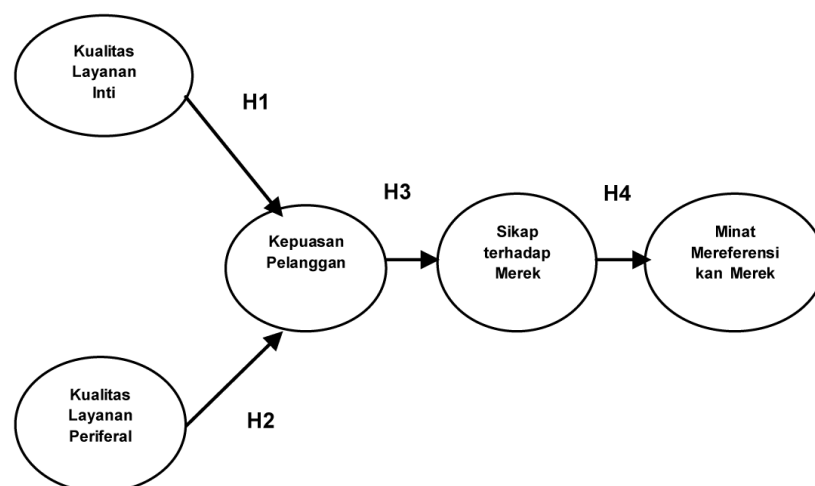 Kualitas
Layanan
Inti
H1
Kepuasan
Pelanggan
H3
Sikap
terhadap
Merek
H4
Minat
Mereferensi
kan Merek
Kualitas
Layanan
Periferal
H2